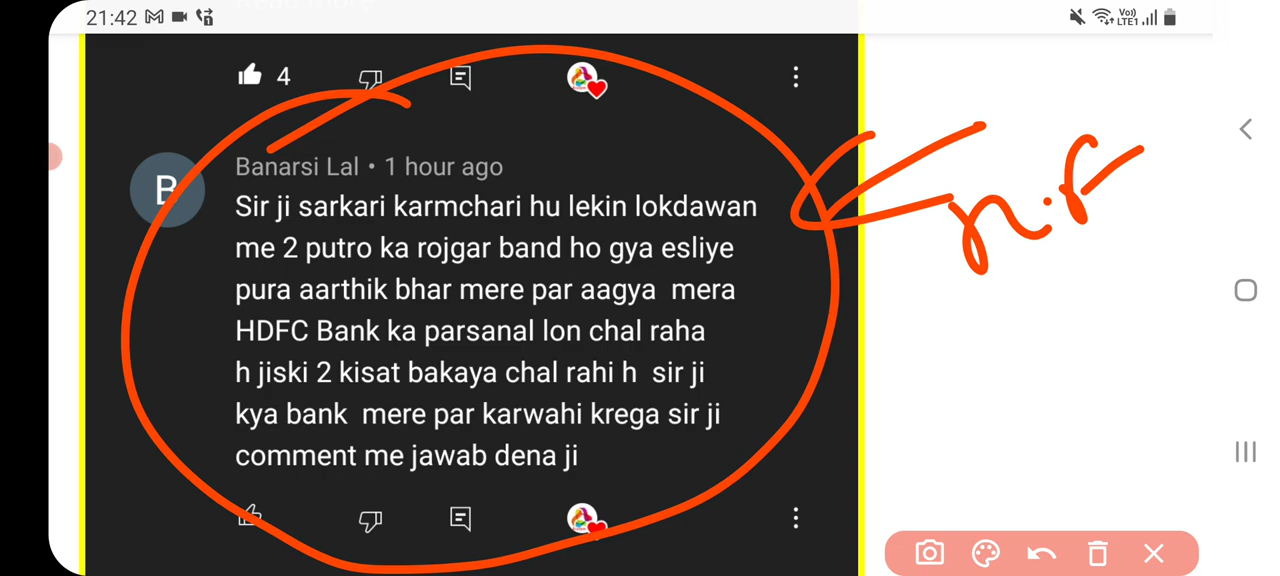 21:42
Vo)
LTE1
4
B
Banarsi Lal • 1 hour ago
Sir ji sarkari karmchari hu lekin lokdawan
me 2 putro ka rojgar band ho gya esliye
pura aarthik bhar mere par aagya mera
HDFC Bank ka parsanal lon chal raha
h jiski 2 kisat bakaya chal rahi h sir ji
kya bank mere par karwahi krega sir ji
comment me jawab dena ji